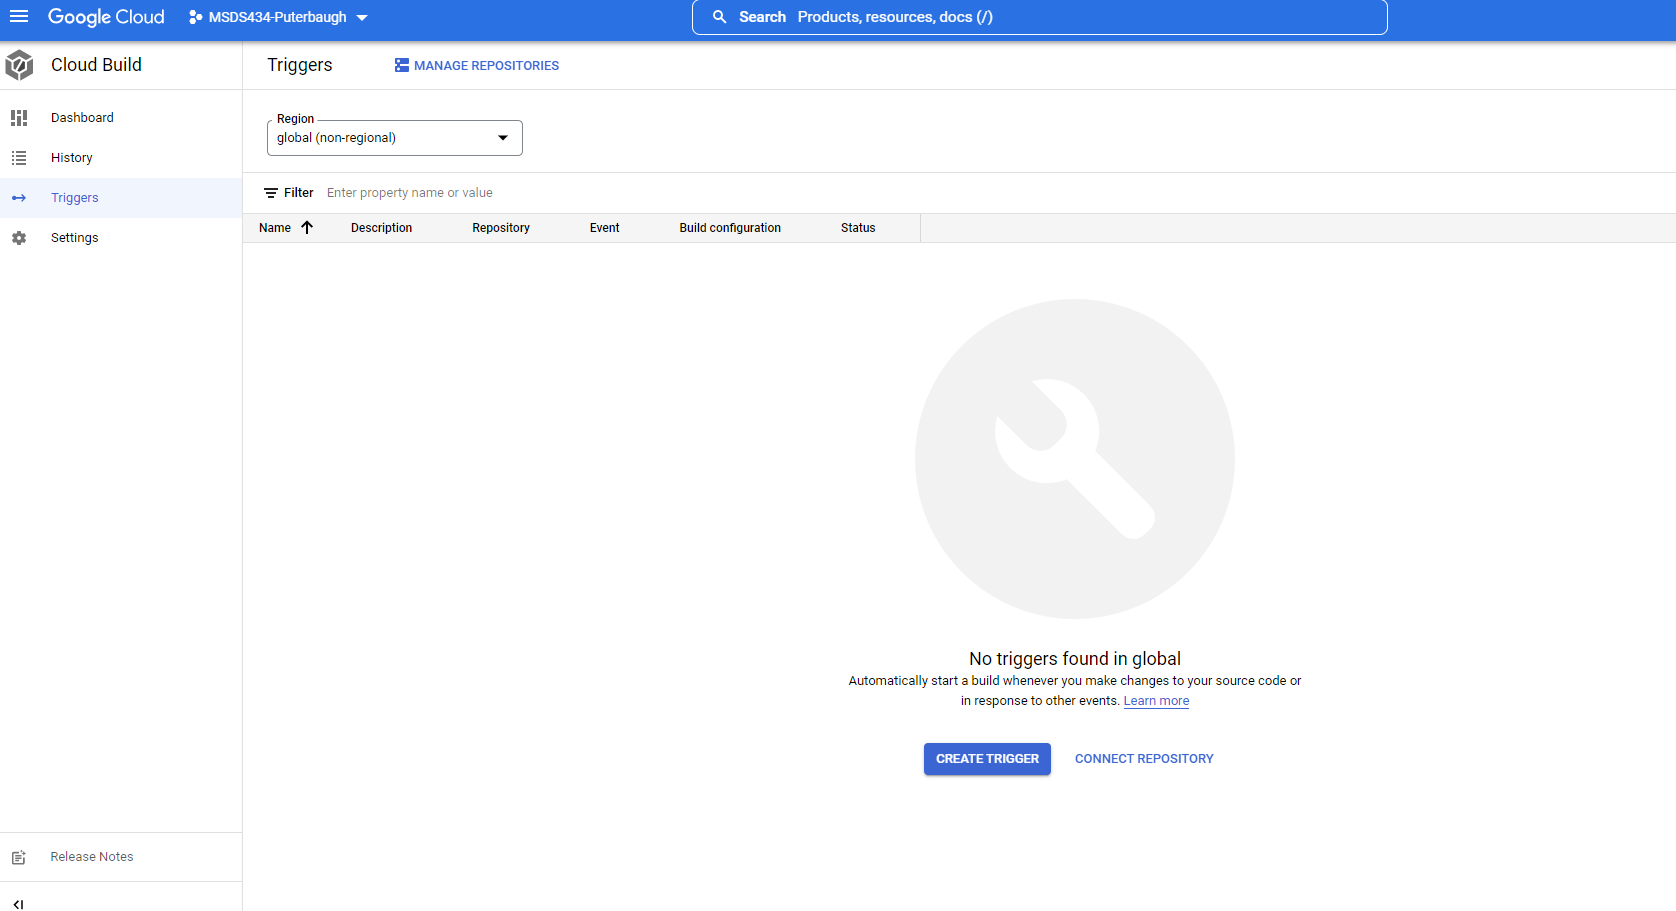 Google Cloud
MSDS434-Puterbaugh
Search Products, resources, docs (/)
Cloud Build
Triggers
MANAGE REPOSITORIES
Dashboard
History
Triggers
Settings
Region
global (non-regional)
Filter Enter property name or value
Name Description Repository Event Build configuration Status
No triggers found in global
Automatically start a build whenever you make changes to your source code or
in response to other events. Learn more
CREATE TRIGGER CONNECT REPOSITORY
Release Notes